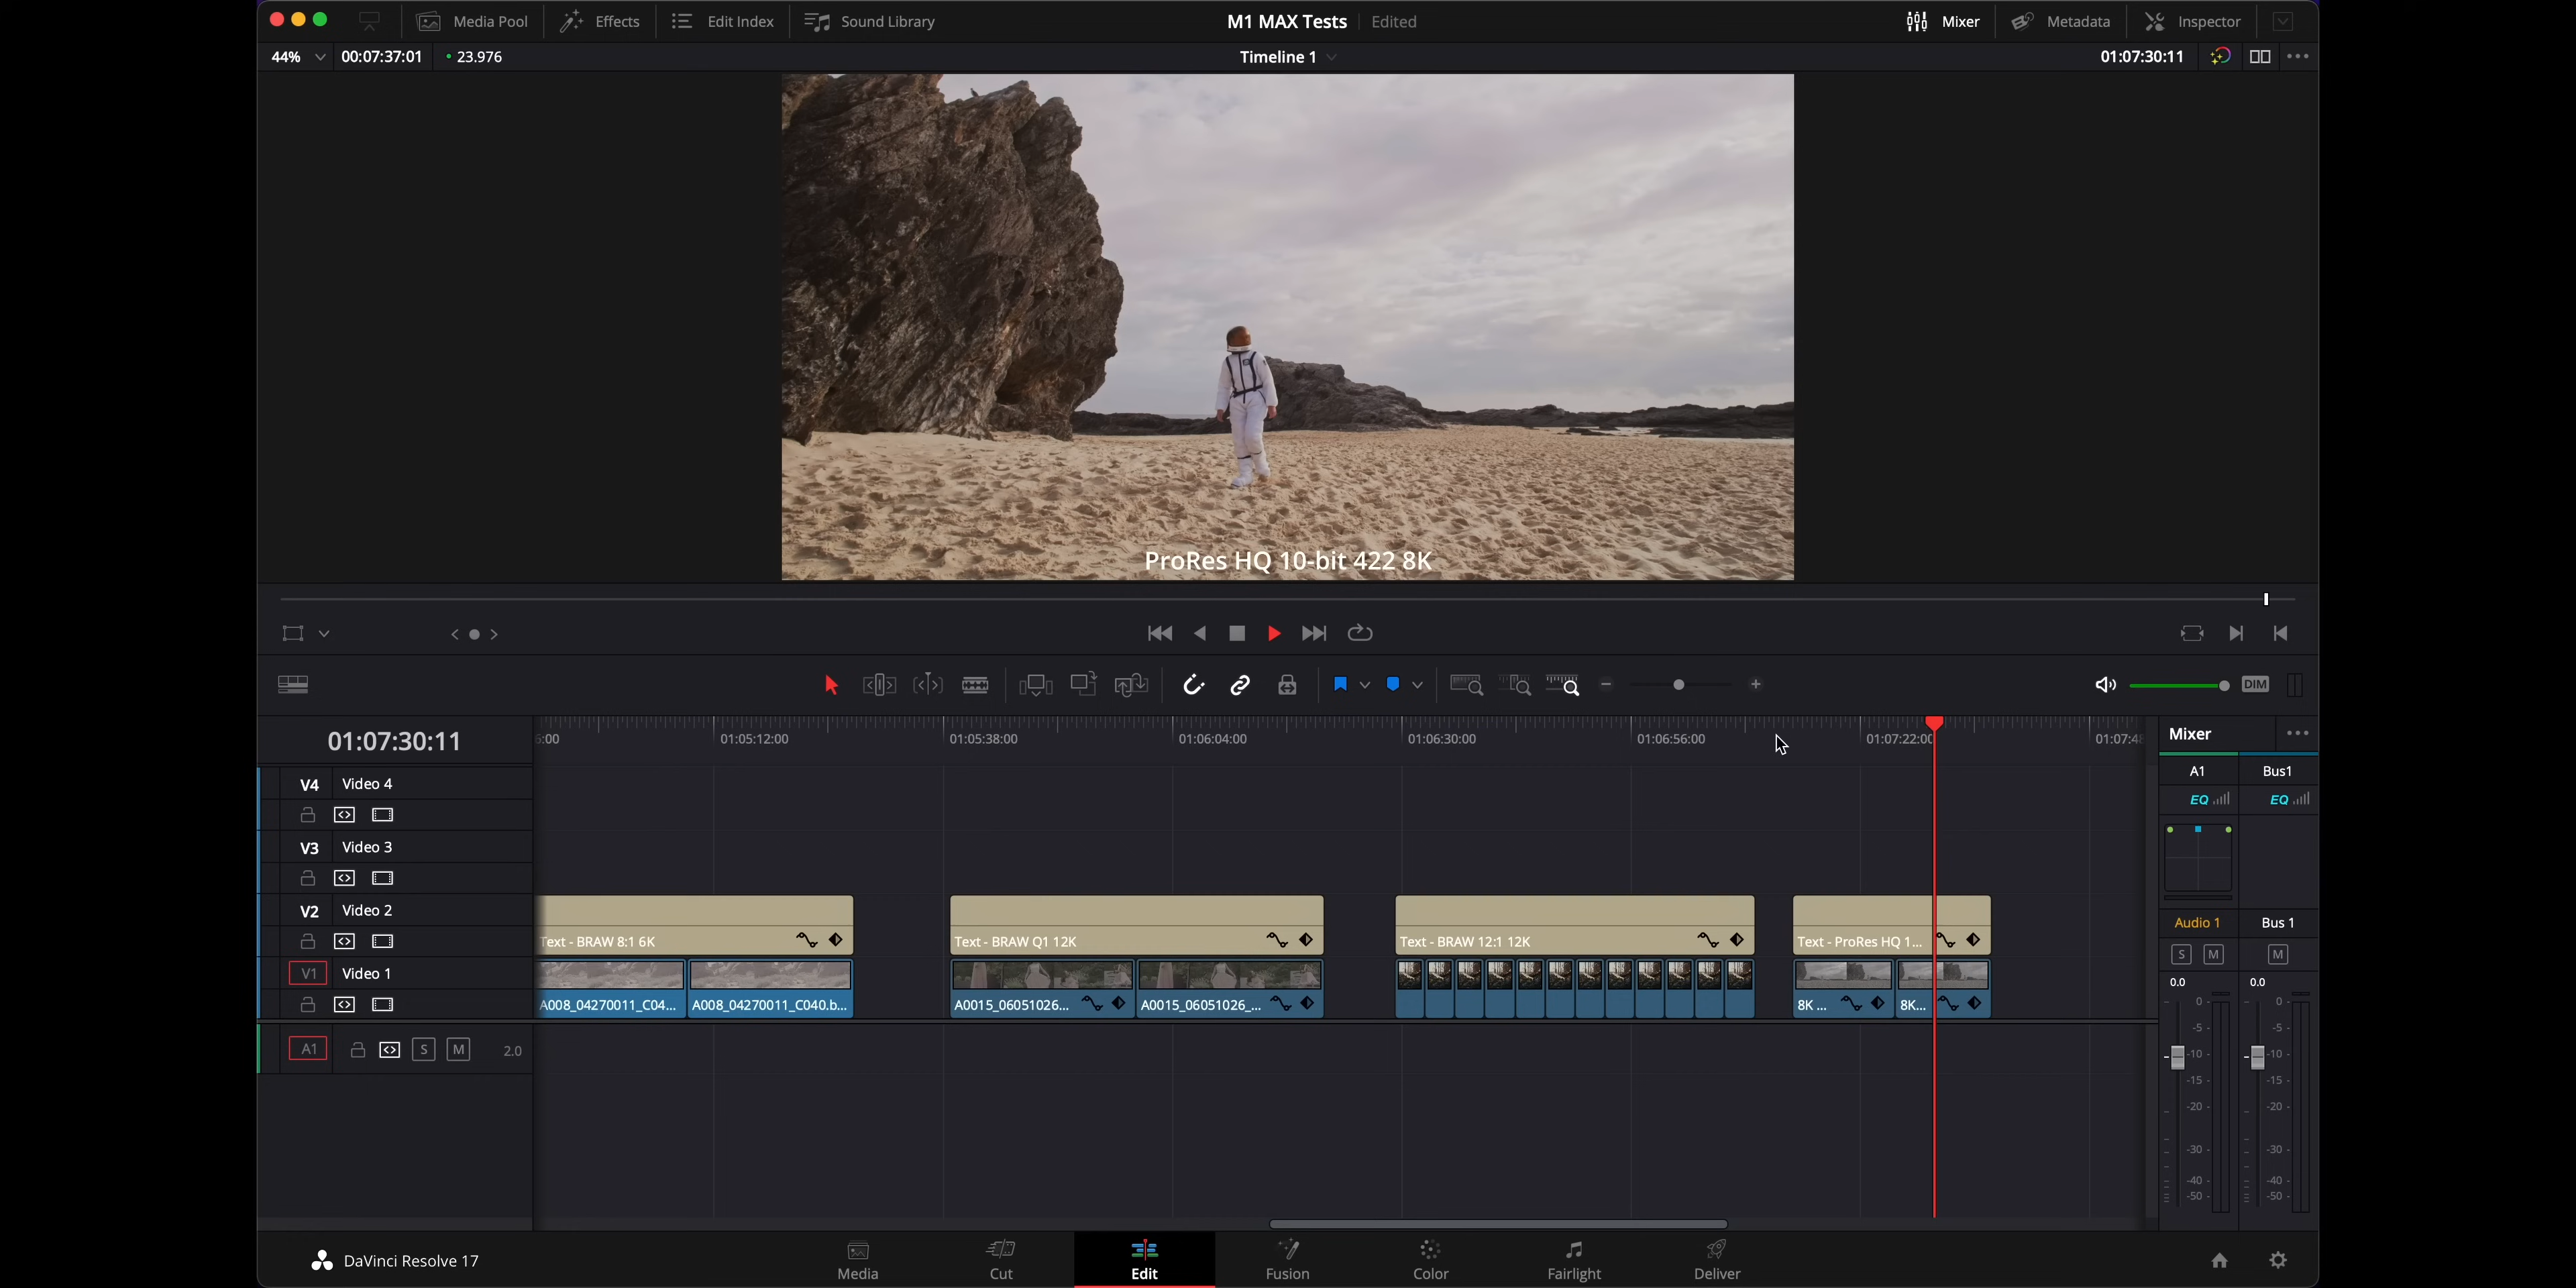 Media Pool Effects Edit Index Sound Library M1 MAX Tests Edited Mixer Metadata Inspector
44% 00:07:37:01 23.976 Timeline 1 01:07:30:11
ProRes HQ 10-bit 422 8K
DIM
01:07:30:11 6:00 01:05:12:00 01:05:38:00 01:06:04:00 01:06:30:00 01:06:56:00 01:07:22:00 01:07:48 Mixer
V4 Video 4 A1 Bus1
EQ EQ
V3 Video 3
V2 Video 2 Audio 1 Bus 1
Text - BRAW 8:1 6K Text - BRAW Q1 12K Text - BRAW 12:1 12K Text - ProRes HQ 1... S M M
V1 Video 1 0.0 0.0
A008_04270011_C04... A008_04270011_C040.b... A0015_06051026... A0015_06051026_... 8K ... 8K... 0 0
-5 -5
A1 S M 2.0 -10 -10
-15 -15
-20 -20
-30 -30
-40 -40
-50 -50
DaVinci Resolve 17 Media Cut Edit Fusion Color Fairlight Deliver